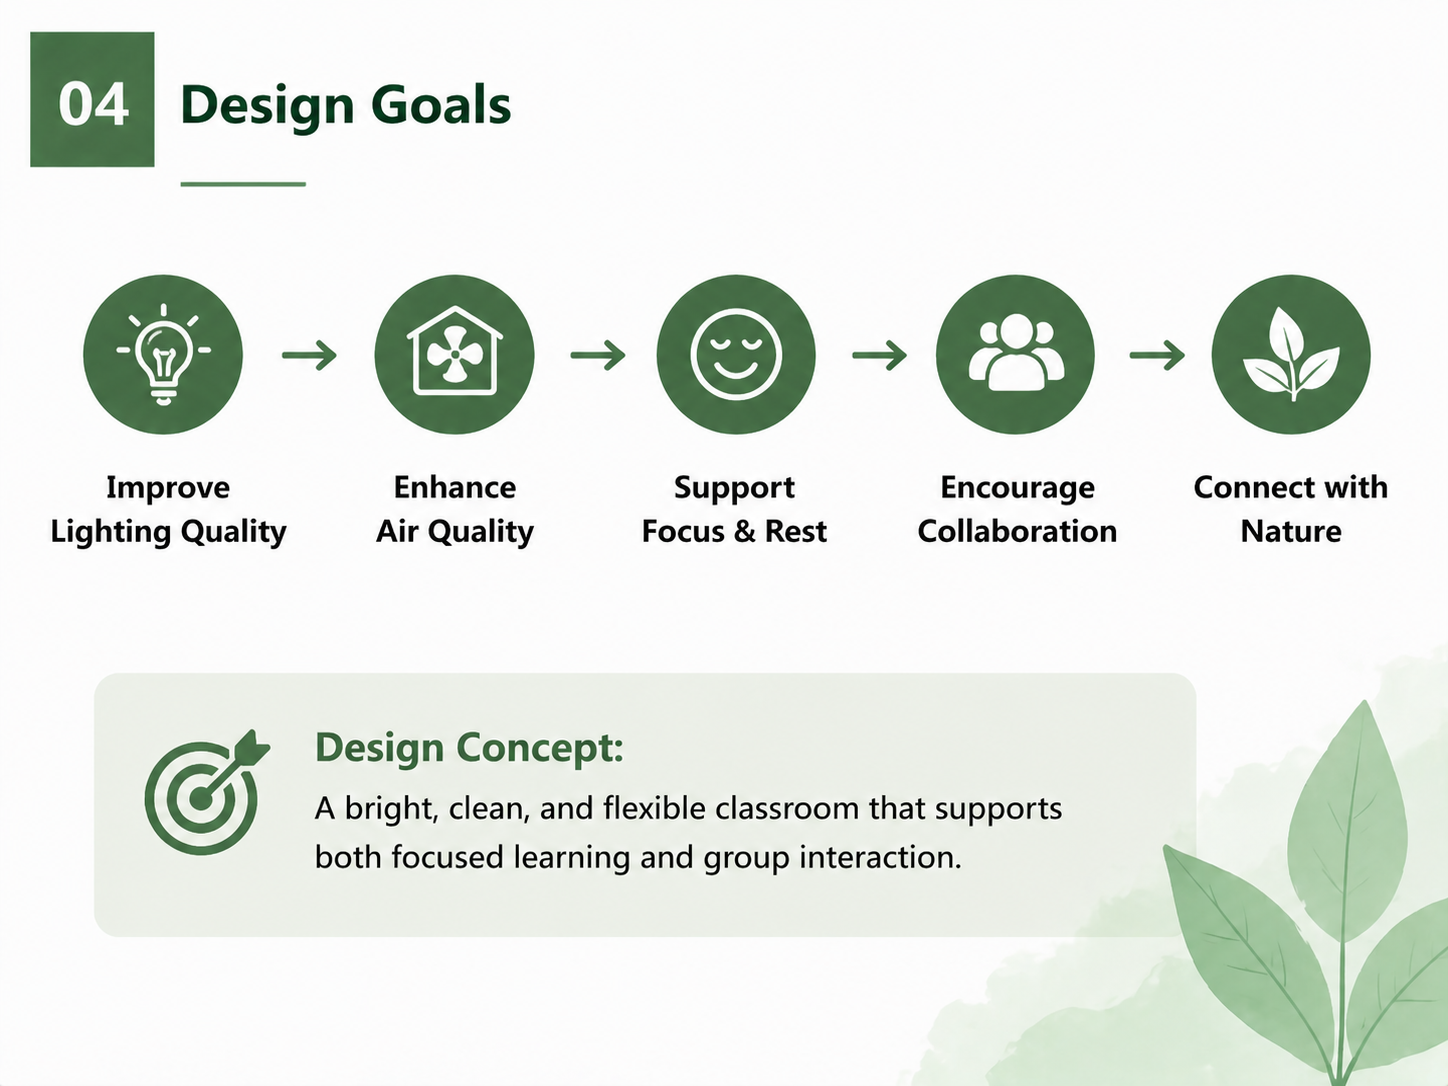 04
Design Goals
Improve
Lighting Quality
Enhance
Air Quality
Support
Focus & Rest
Encourage
Collaboration
Connect with
Nature
Design Concept:
A bright, clean, and flexible classroom that supports
both focused learning and group interaction.